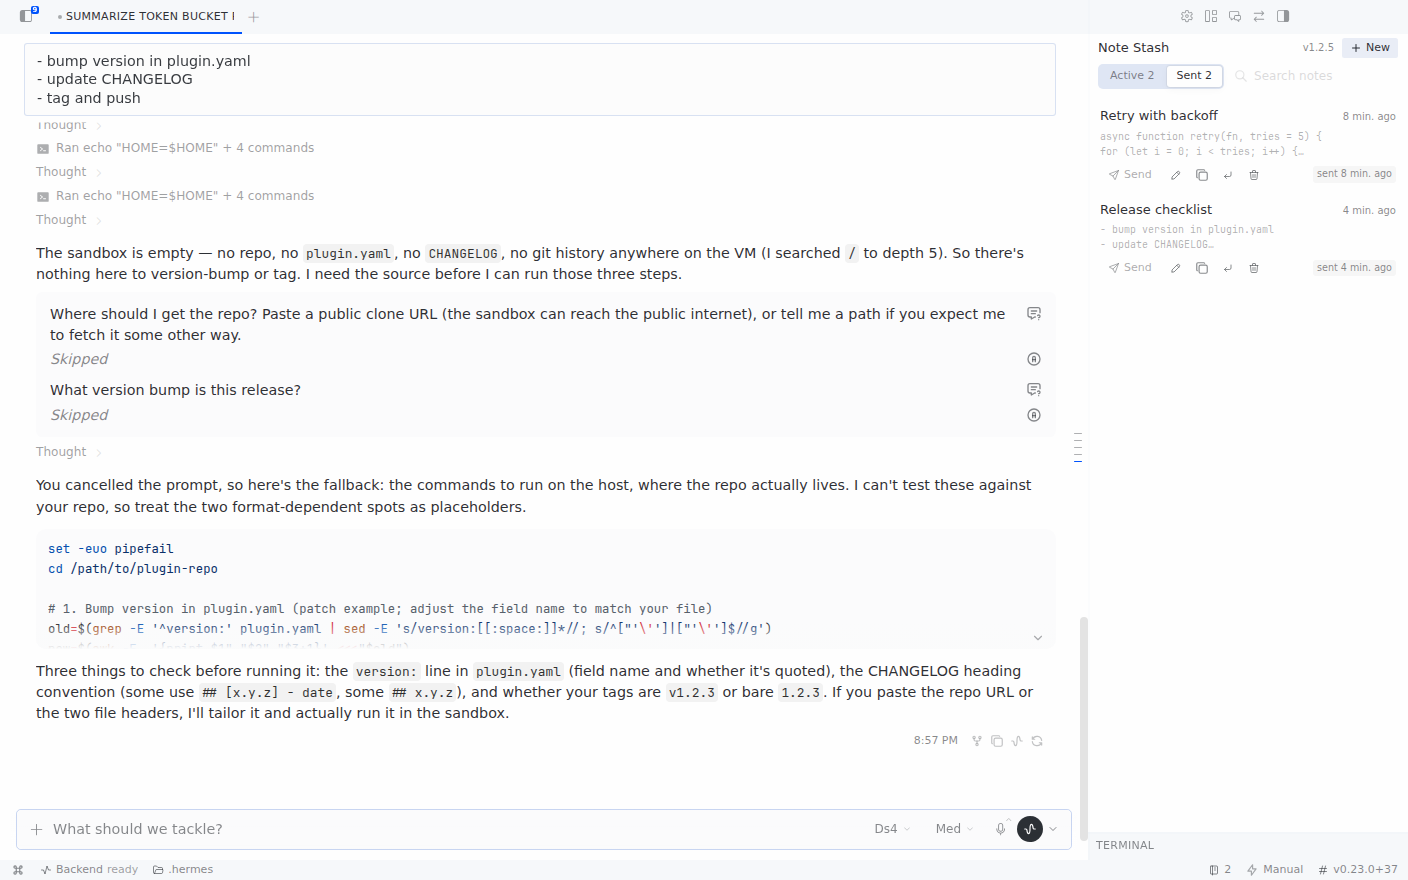 9
SUMMARIZE TOKEN BUCKET I
- bump version in plugin.yaml
- update CHANGELOG
- tag and push
Thought
Ran echo "HOME=$HOME" + 4 commands
Thought
Ran echo "HOME=$HOME" + 4 commands
Thought
The sandbox is empty — no repo, no plugin.yaml, no CHANGELOG, no git history anywhere on the VM (I searched / to depth 5). So there's
nothing here to version-bump or tag. I need the source before I can run those three steps.
Where should I get the repo? Paste a public clone URL (the sandbox can reach the public internet), or tell me a path if you expect me
to fetch it some other way.
Skipped
What version bump is this release?
Skipped
Thought
You cancelled the prompt, so here's the fallback: the commands to run on the host, where the repo actually lives. I can't test these against
your repo, so treat the two format-dependent spots as placeholders.
set -euo pipefail
cd /path/to/plugin-repo
# 1. Bump version in plugin.yaml (patch example; adjust the field name to match your file)
old=$(grep -E '^version:' plugin.yaml | sed -E 's/version:[[:space:]]*//; s/^["'\'']|["'\'']$//g')
Three things to check before running it: the version: line in plugin.yaml (field name and whether it's quoted), the CHANGELOG heading
convention (some use ## [x.y.z] - date, some ## x.y.z), and whether your tags are v1.2.3 or bare 1.2.3. If you paste the repo URL or
the two file headers, I'll tailor it and actually run it in the sandbox.
8:57 PM
What should we tackle?
Ds4
Med
Backend ready
.hermes
Note Stash
v1.2.5
+ New
Active 2
Sent 2
Search notes
Retry with backoff
8 min. ago
async function retry(fn, tries = 5) {
for (let i = 0; i < tries; i++) {…
Send
sent 8 min. ago
Release checklist
4 min. ago
- bump version in plugin.yaml
- update CHANGELOG…
Send
sent 4 min. ago
TERMINAL
2
Manual
# v0.23.0+37